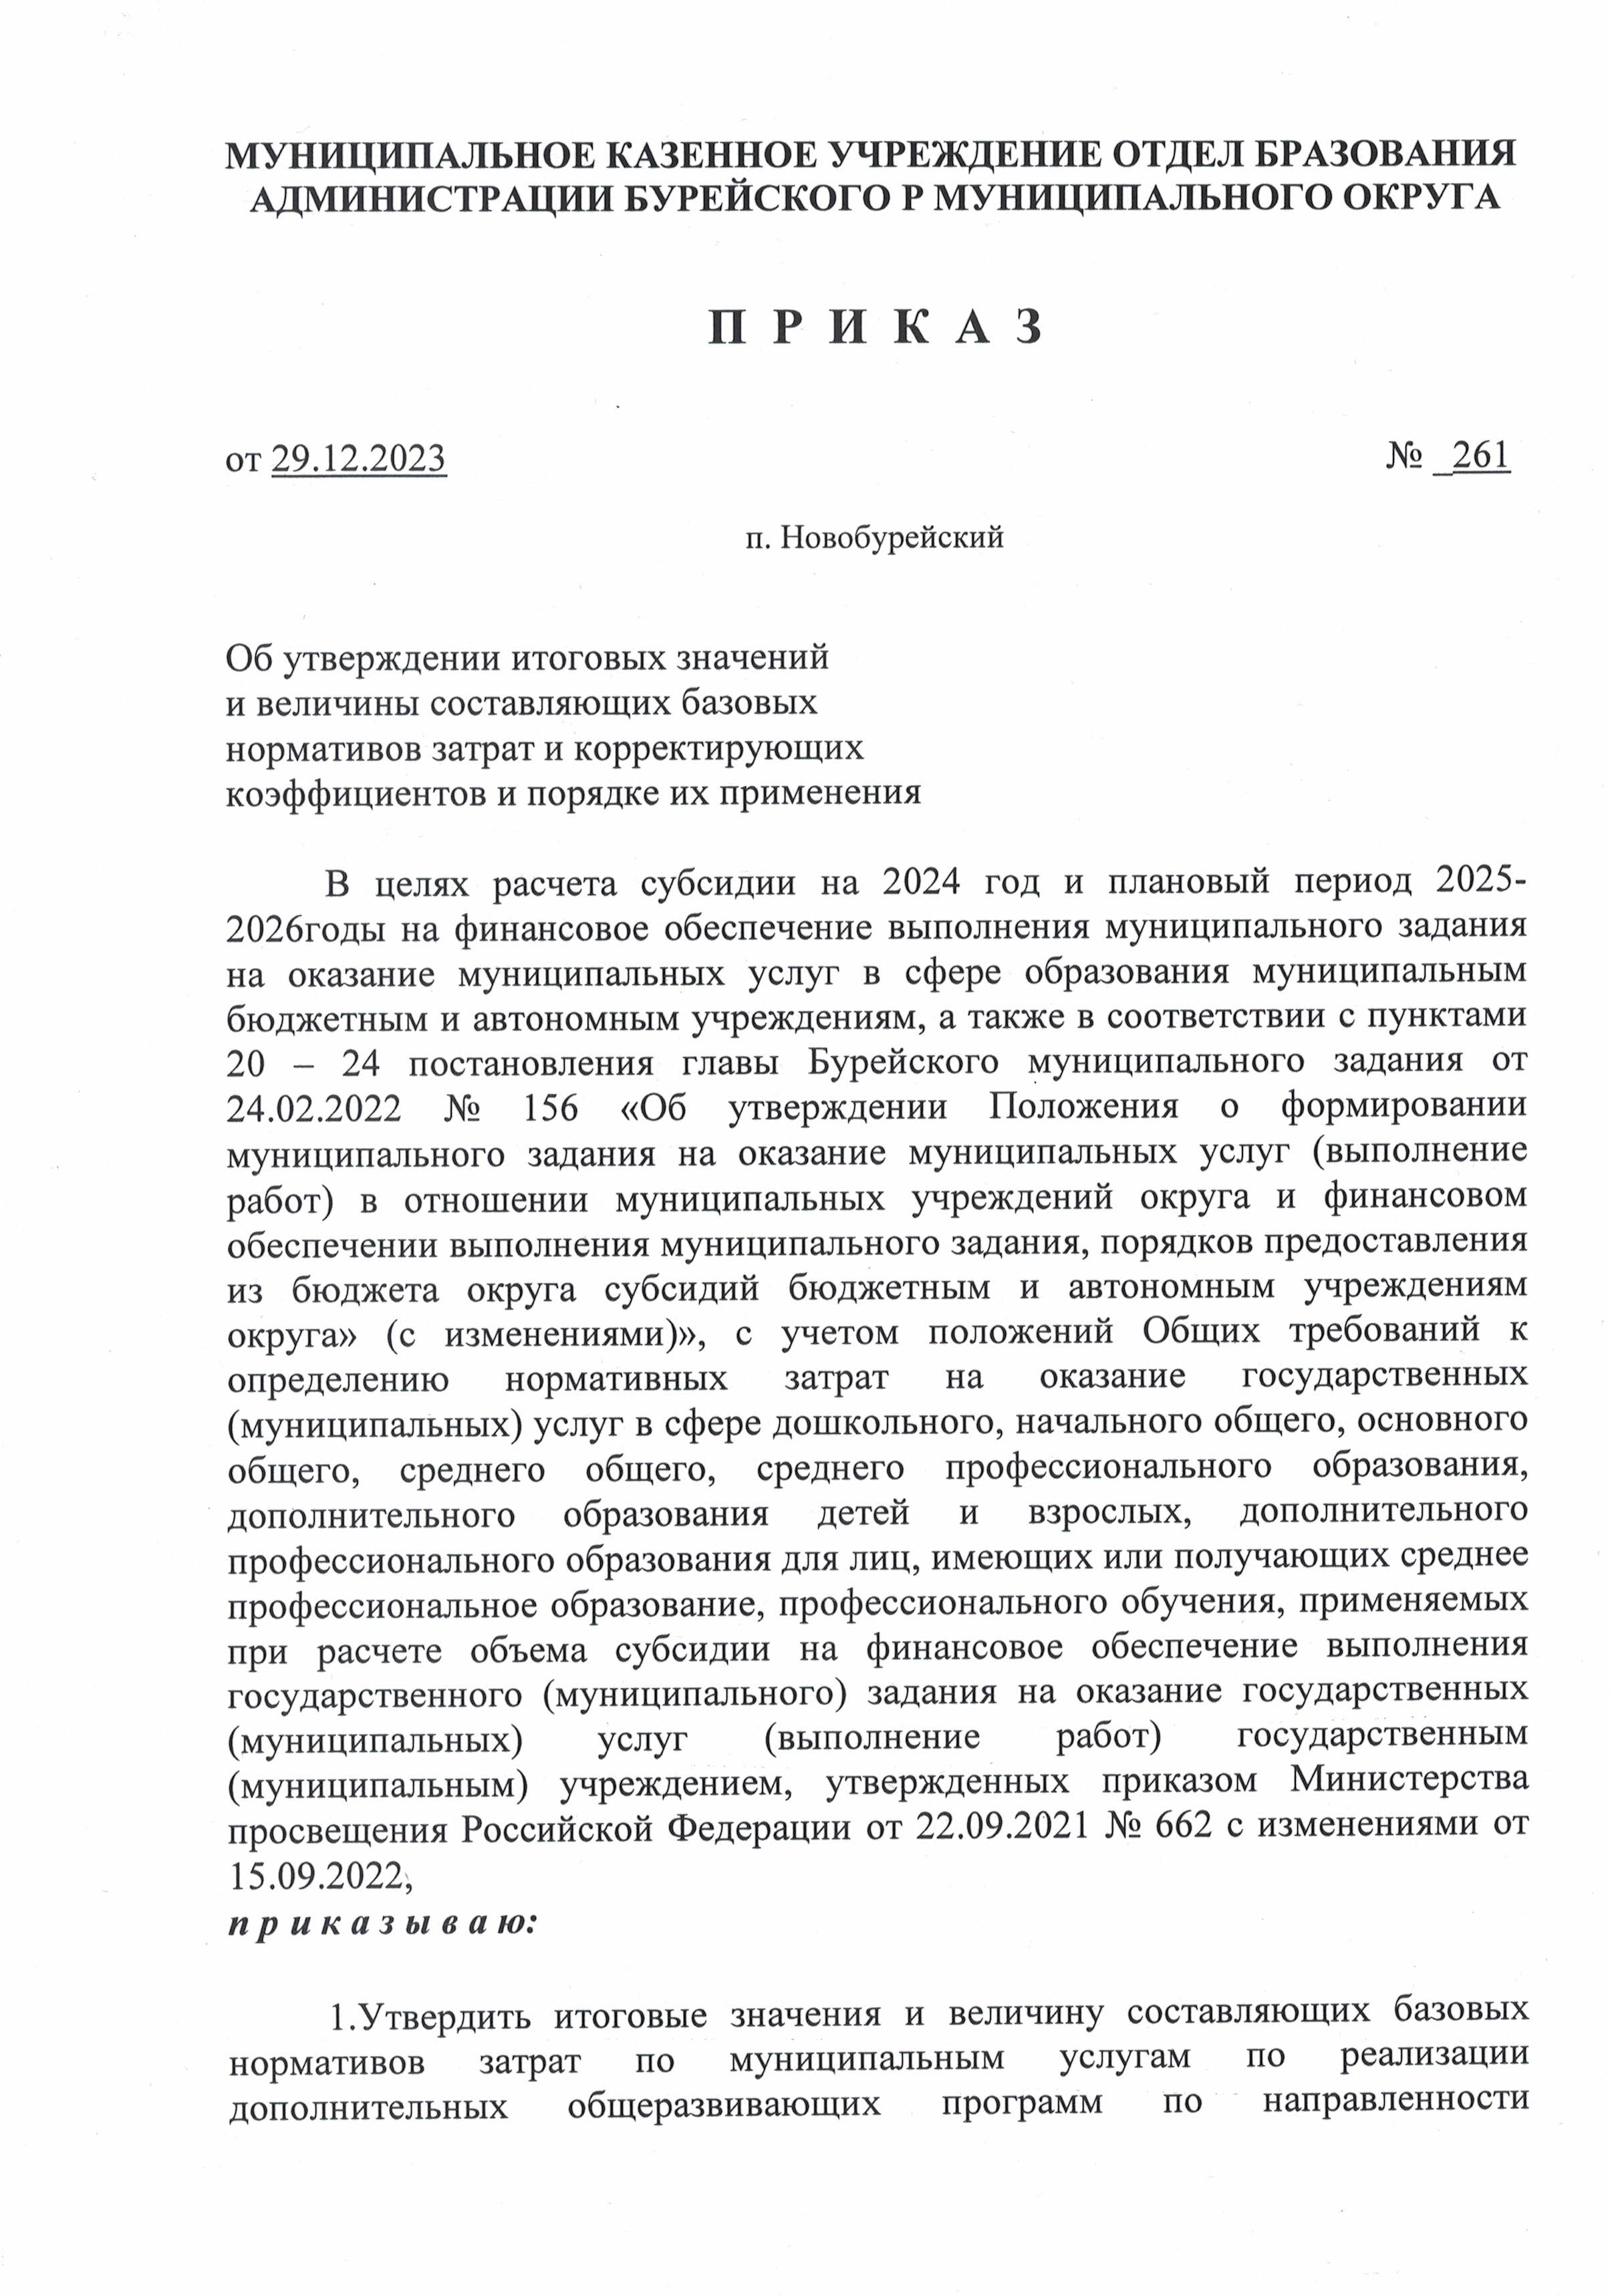 МУНИЦИПАЛЬНОЕ КАЗЕННОЕ УЧРЕЖДЕНИЕ ОТДЕЛ БРАЗОВАНИЯ
АДМИНИСТРАЦИИ БУРЕЙСКОГО Р МУНИЦИПАЛЬНОГО ОКРУГА
П Р И К А З
от 29.12.2023 № _261
п. Новобурейский
Об утверждении итоговых значений
и величины составляющих базовых
нормативов затрат и корректирующих
коэффициентов и порядке их применения
В целях расчета субсидии на 2024 год и плановый период 2025-
2026годы на финансовое обеспечение выполнения муниципального задания
на оказание муниципальных услуг в сфере образования муниципальным
бюджетным и автономным учреждениям, а также в соответствии с пунктами
20 – 24 постановления главы Бурейского муниципального задания от
24.02.2022 № 156 «Об утверждении Положения о формировании
муниципального задания на оказание муниципальных услуг (выполнение
работ) в отношении муниципальных учреждений округа и финансовом
обеспечении выполнения муниципального задания, порядков предоставления
из бюджета округа субсидий бюджетным и автономным учреждениям
округа» (с изменениями)», с учетом положений Общих требований к
определению нормативных затрат на оказание государственных
(муниципальных) услуг в сфере дошкольного, начального общего, основного
общего, среднего общего, среднего профессионального образования,
дополнительного образования детей и взрослых, дополнительного
профессионального образования для лиц, имеющих или получающих среднее
профессиональное образование, профессионального обучения, применяемых
при расчете объема субсидии на финансовое обеспечение выполнения
государственного (муниципального) задания на оказание государственных
(муниципальных) услуг (выполнение работ) государственным
(муниципальным) учреждением, утвержденных приказом Министерства
просвещения Российской Федерации от 22.09.2021 № 662 с изменениями от
15.09.2022,
п р и к а з ы в а ю:
1.Утвердить итоговые значения и величину составляющих базовых
нормативов затрат по муниципальным услугам по реализации
дополнительных общеразвивающих программ по направленности